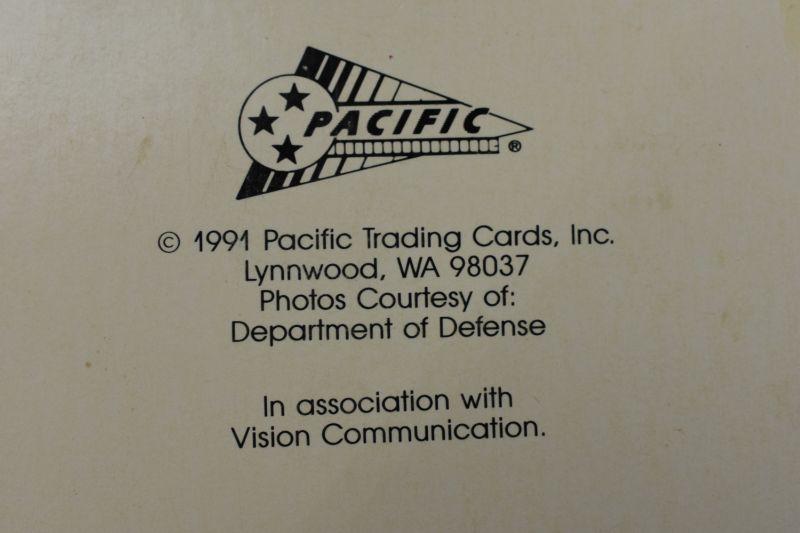 PACIFIC
®
© 1991 Pacific Trading Cards, Inc.
Lynnwood, WA 98037
Photos Courtesy of:
Department of Defense
In association with
Vision Communication.